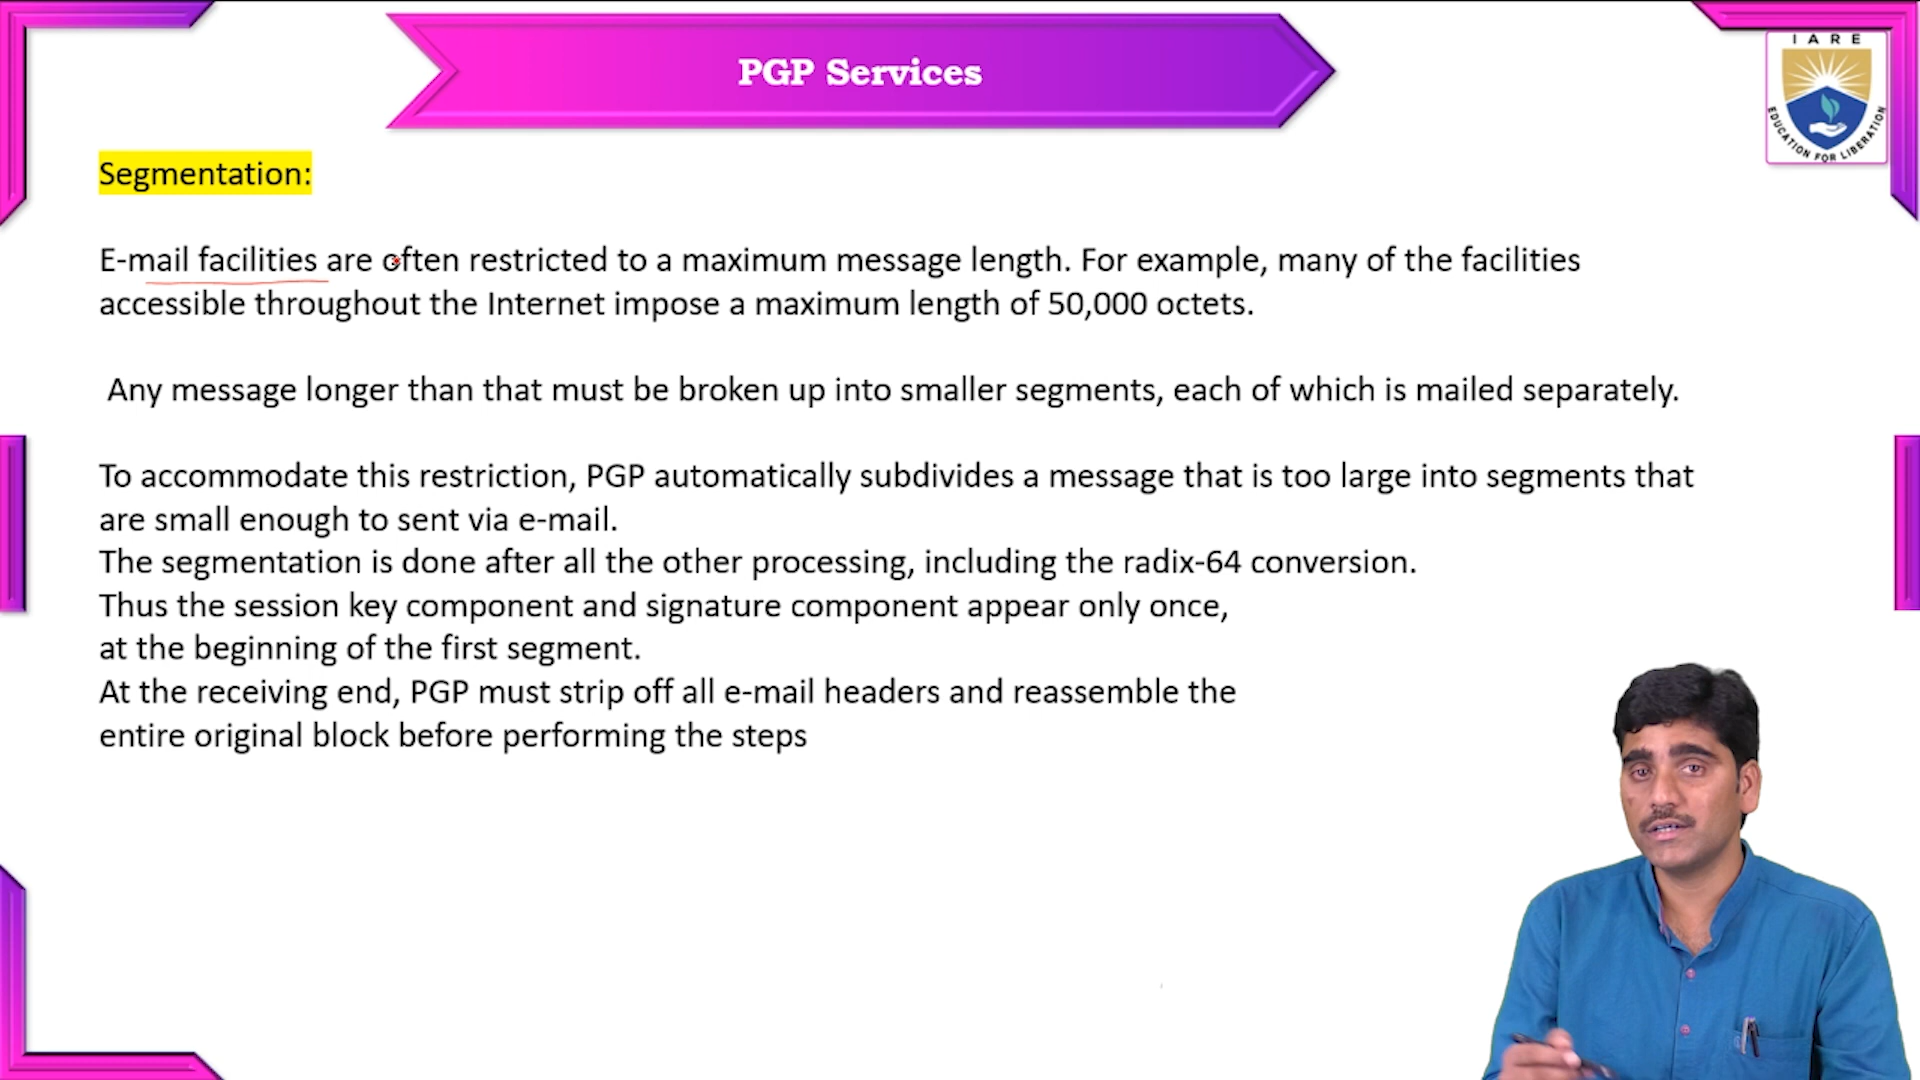 PGP Services
I A R E
EDUCATION FOR LIBERATION
Segmentation:
E-mail facilities are often restricted to a maximum message length. For example, many of the facilities
accessible throughout the Internet impose a maximum length of 50,000 octets.
Any message longer than that must be broken up into smaller segments, each of which is mailed separately.
To accommodate this restriction, PGP automatically subdivides a message that is too large into segments that
are small enough to sent via e-mail.
The segmentation is done after all the other processing, including the radix-64 conversion.
Thus the session key component and signature component appear only once,
at the beginning of the first segment.
At the receiving end, PGP must strip off all e-mail headers and reassemble the
entire original block before performing the steps